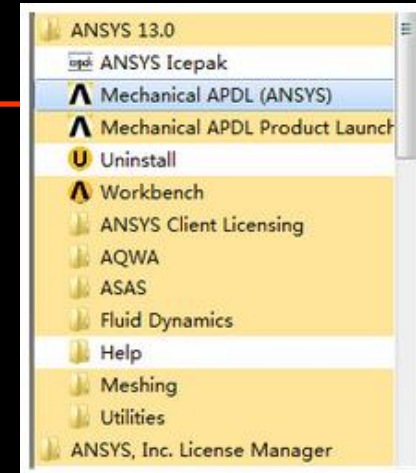 ANSYS 13.0
ANSYS Icepak
Mechanical APDL (ANSYS)
Mechanical APDL Product Launch
Uninstall
Workbench
ANSYS Client Licensing
AQWA
ASAS
Fluid Dynamics
Help
Meshing
Utilities
ANSYS, Inc. License Manager